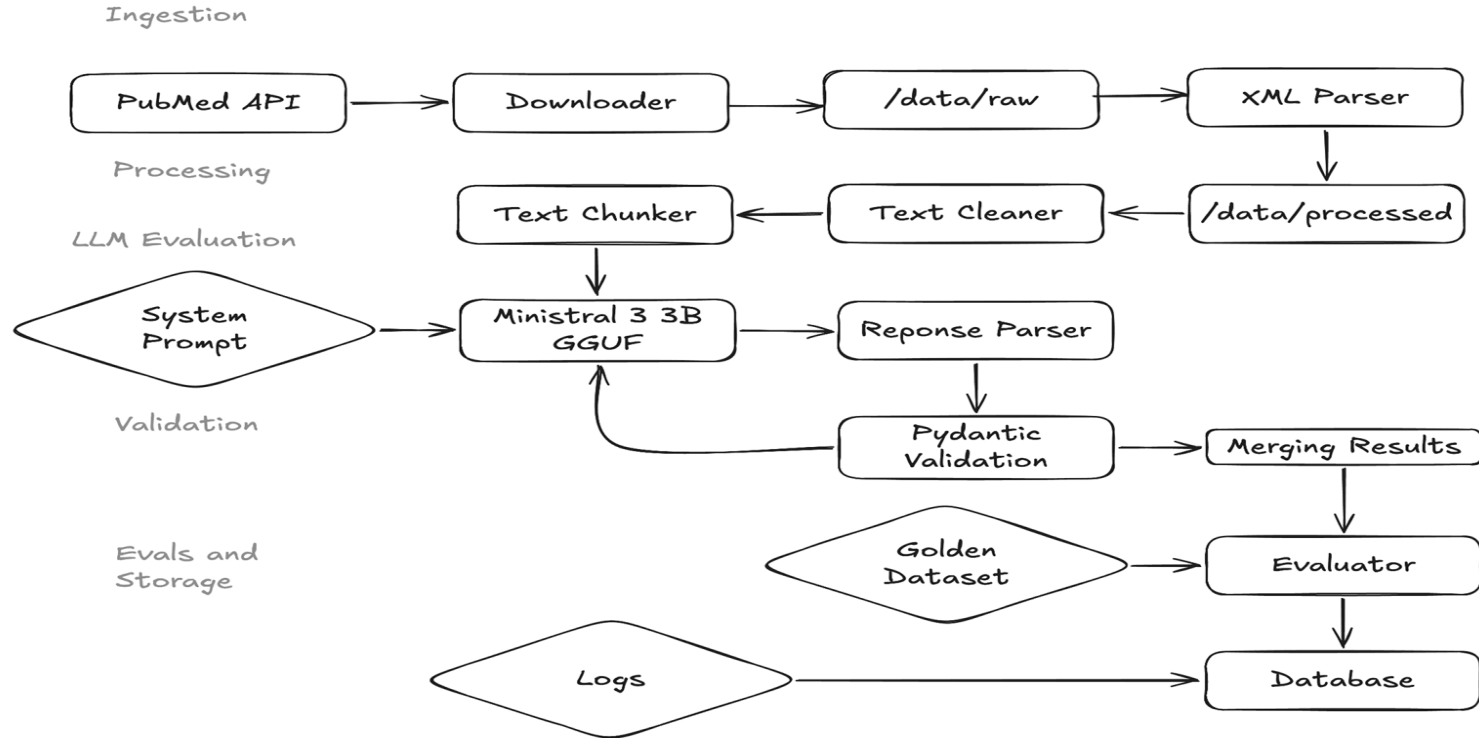 Ingestion
PubMed API
Downloader
/data/raw
XML Parser
Processing
Text Chunker
Text Cleaner
/data/processed
LLM Evaluation
System
Prompt
Ministral 3 3B
GGUF
Reponse Parser
Validation
Pydantic
Validation
Merging Results
Evals and
Storage
Golden
Dataset
Evaluator
Logs
Database